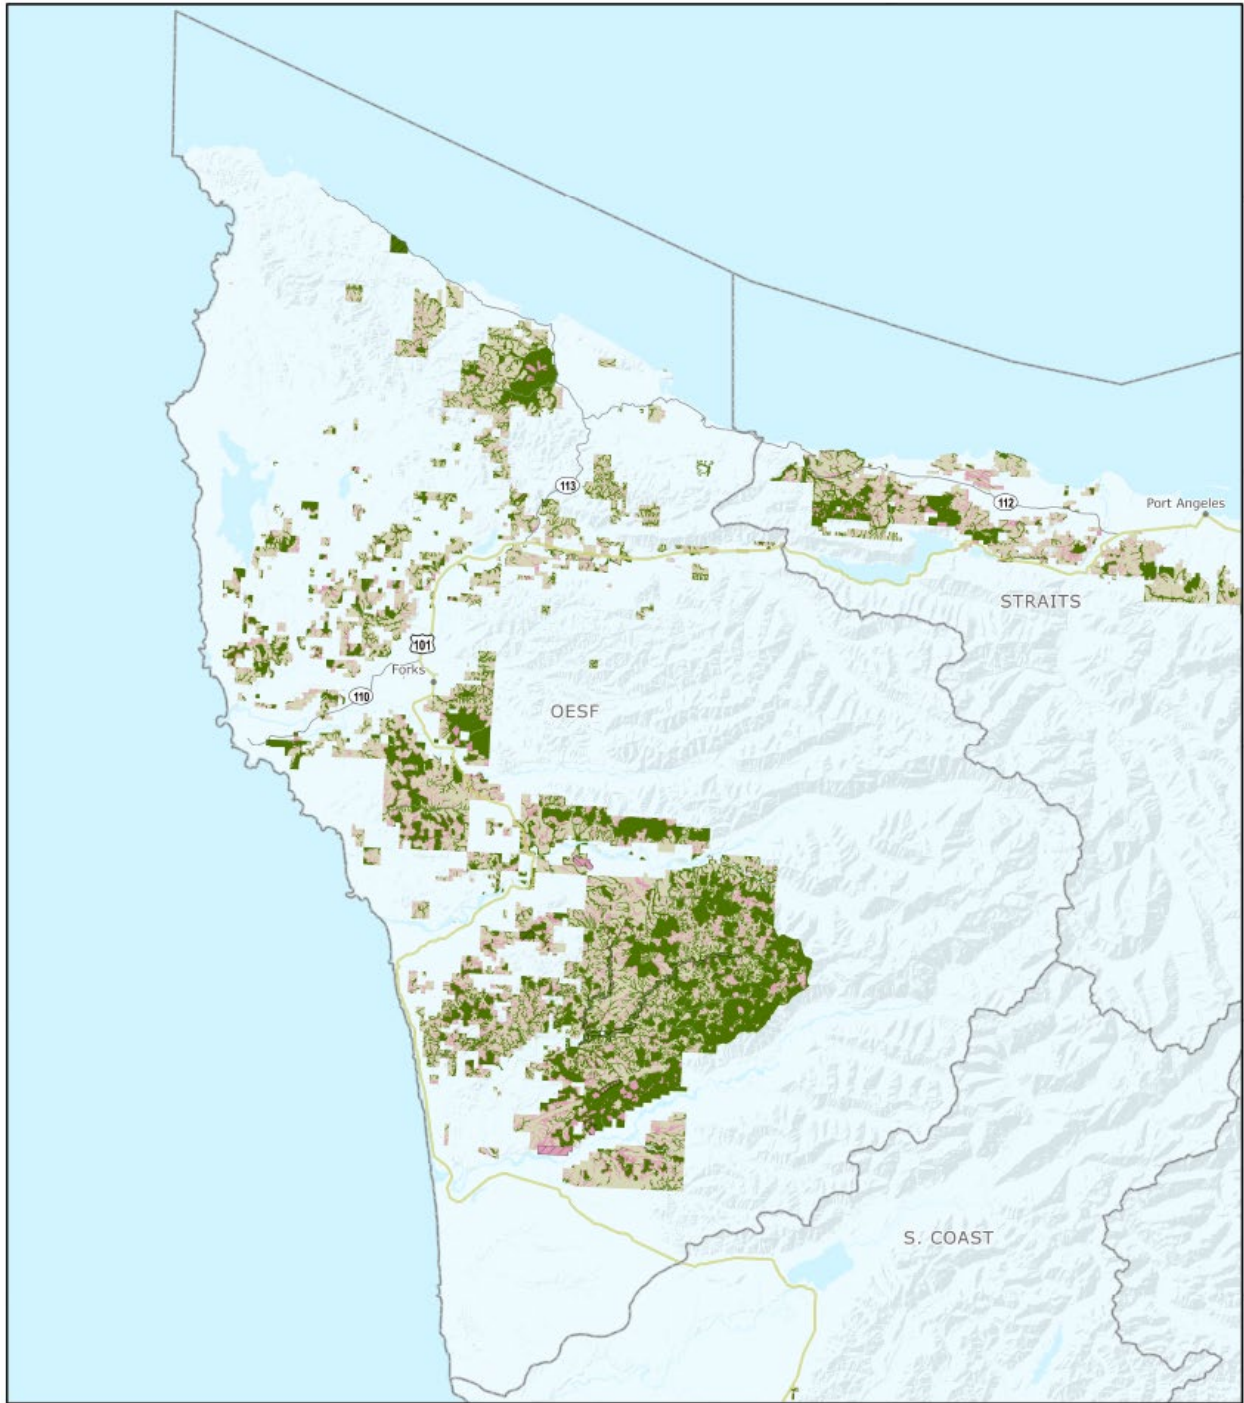 113
112
Port Angeles
STRAITS
101
Forks
110
OESF
S. COAST